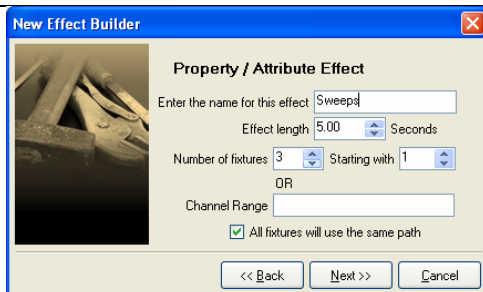 New Effect Builder
Property / Attribute Effect
Enter the name for this effect Sweeps
Effect length 5.00 Seconds
Number of fixtures 3 Starting with 1
OR
Channel Range
All fixtures will use the same path
<< Back Next >> Cancel